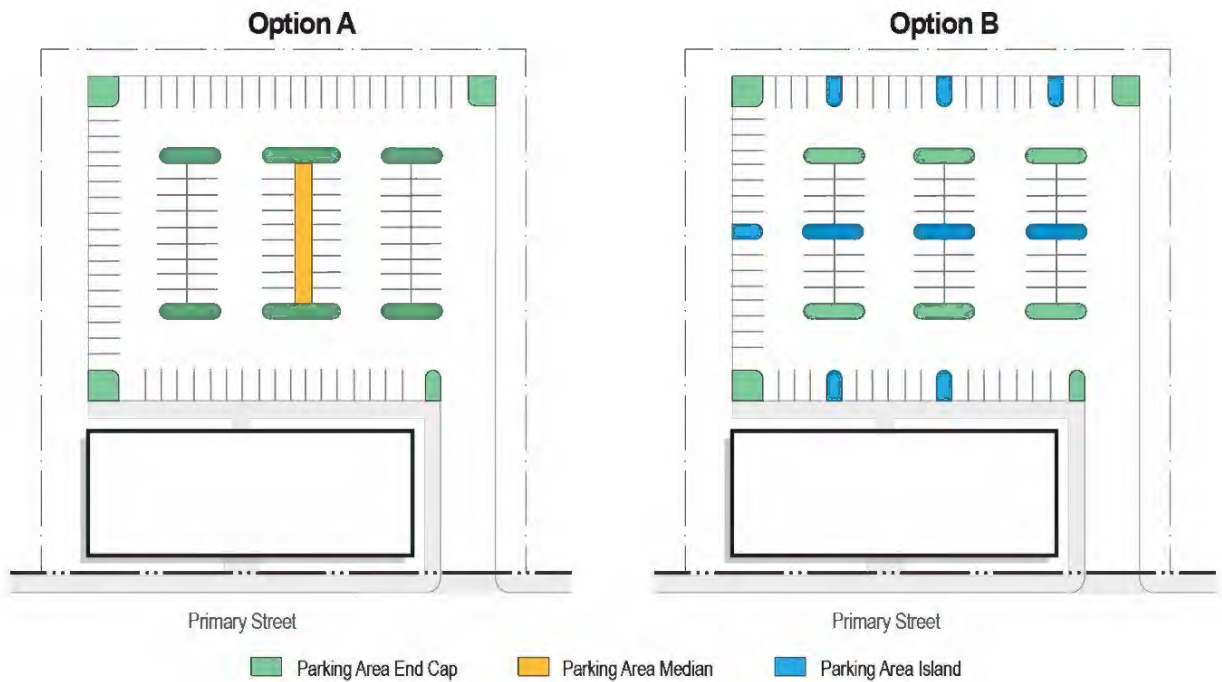 Option A
Option B
Primary Street
Primary Street
Parking Area End Cap
Parking Area Median
Parking Area Island